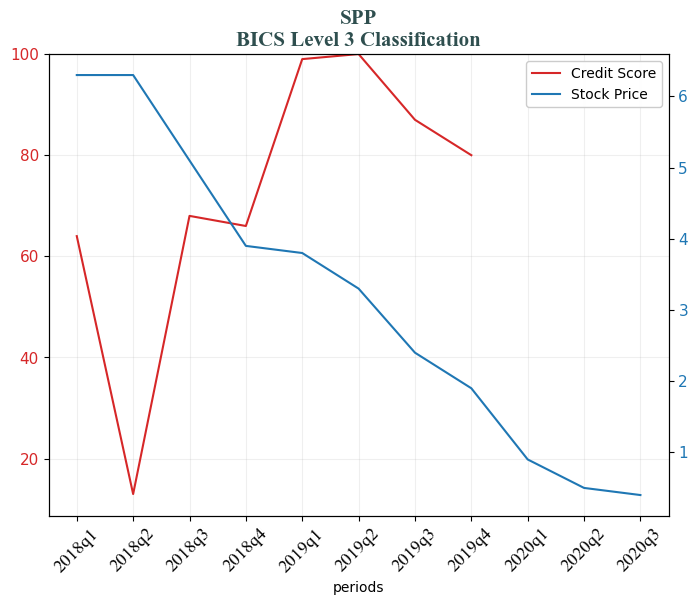 SPP
BICS Level 3 Classification
Credit Score
Stock Price
100
80
60
40
20
6
5
4
3
2
1
2018q1
2018q2
2018q3
2018q4
2019q1
2019q2
2019q3
2019q4
2020q1
2020q2
2020q3
periods